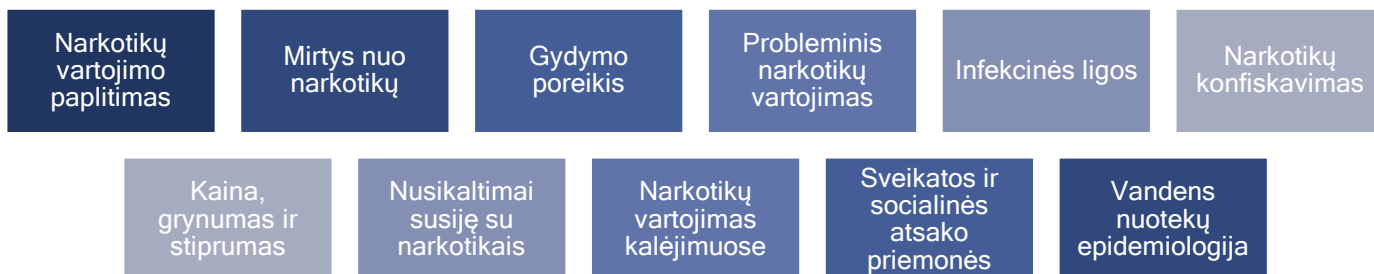 Narkotikų
vartojimo
paplitimas
Mirtys nuo
narkotikų
Gydymo
poreikis
Probleminis
narkotikų
vartojimas
Infekcinės ligos
Narkotikų
konfiskavimas
Kaina,
grynumas ir
stiprumas
Nusikaltimai
susiję su
narkotikais
Narkotikų
vartojimas
kalėjimuose
Sveikatos ir
socialinės
atsako
priemonės
Vandens
nuotekų
epidemiologija